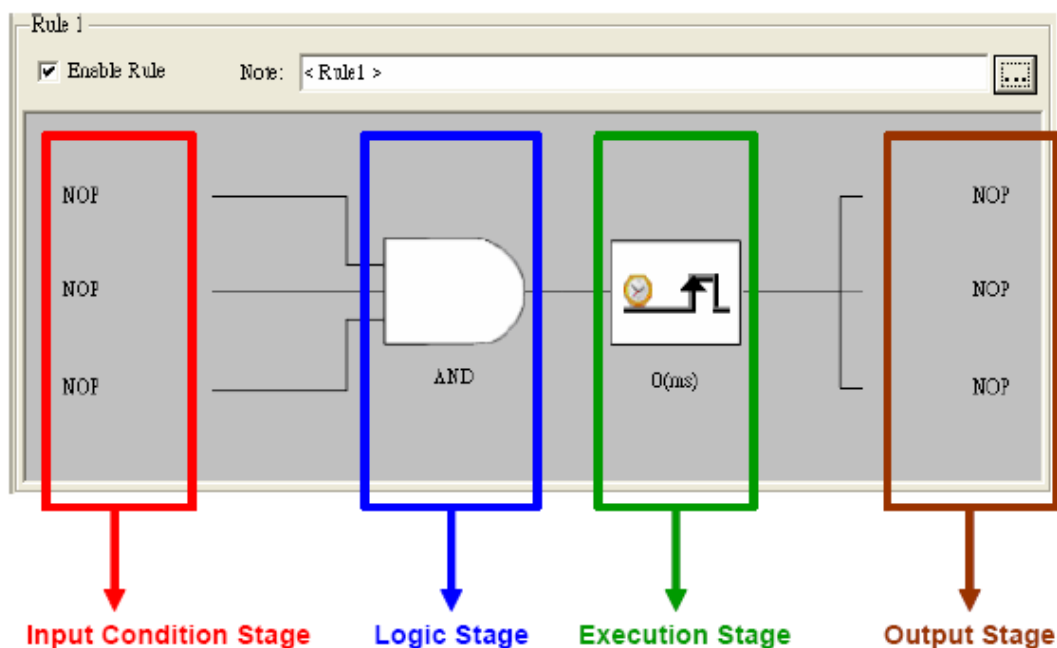 Rule 1
Enable Rule
Note:
< Rule1 >
...
NOP
NOP
NOP
NOP
NOP
NOP
AND
0(ms)
Input Condition Stage
Logic Stage
Execution Stage
Output Stage